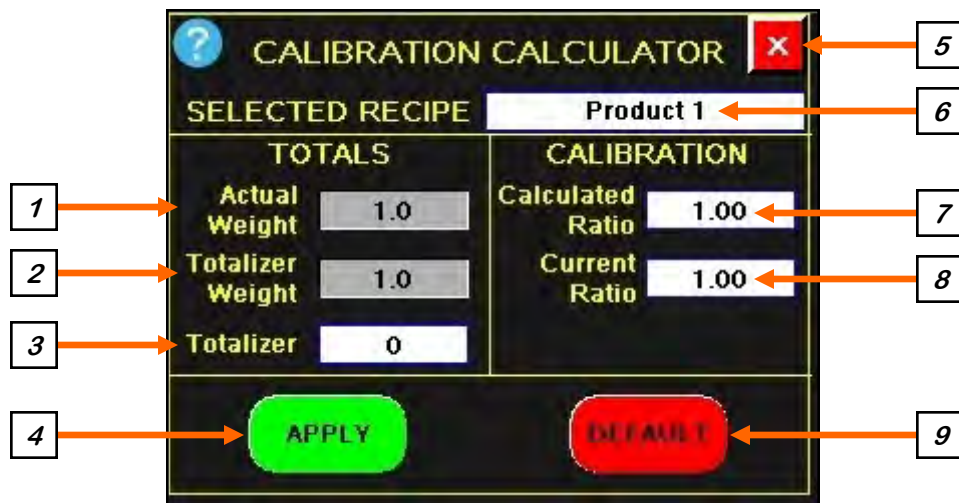 ? CALIBRATION CALCULATOR X
5
SELECTED RECIPE Product 1
6
TOTALS
CALIBRATION
1
Actual Weight 1.0
Calculated Ratio 1.00
7
2
Totalizer Weight 1.0
Current Ratio 1.00
8
3
Totalizer 0
4
APPLY
DEFAULT
9